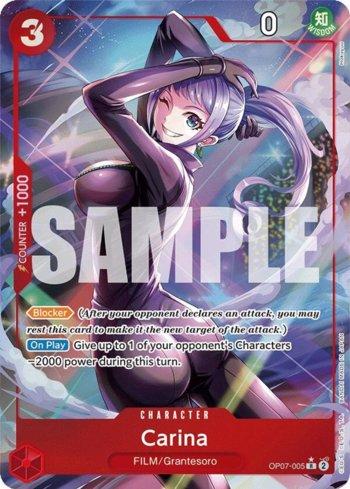 3
0
知
WISDOM
COUNTER +1000
SAMPLE
Blocker (After your opponent declares an attack, you may
rest this card to make it the new target of the attack.)
On Play Give up to 1 of your opponent's Characters
−2000 power during this turn.
CHARACTER
Carina
FILM/Grantesoro
OP07-005 R 2